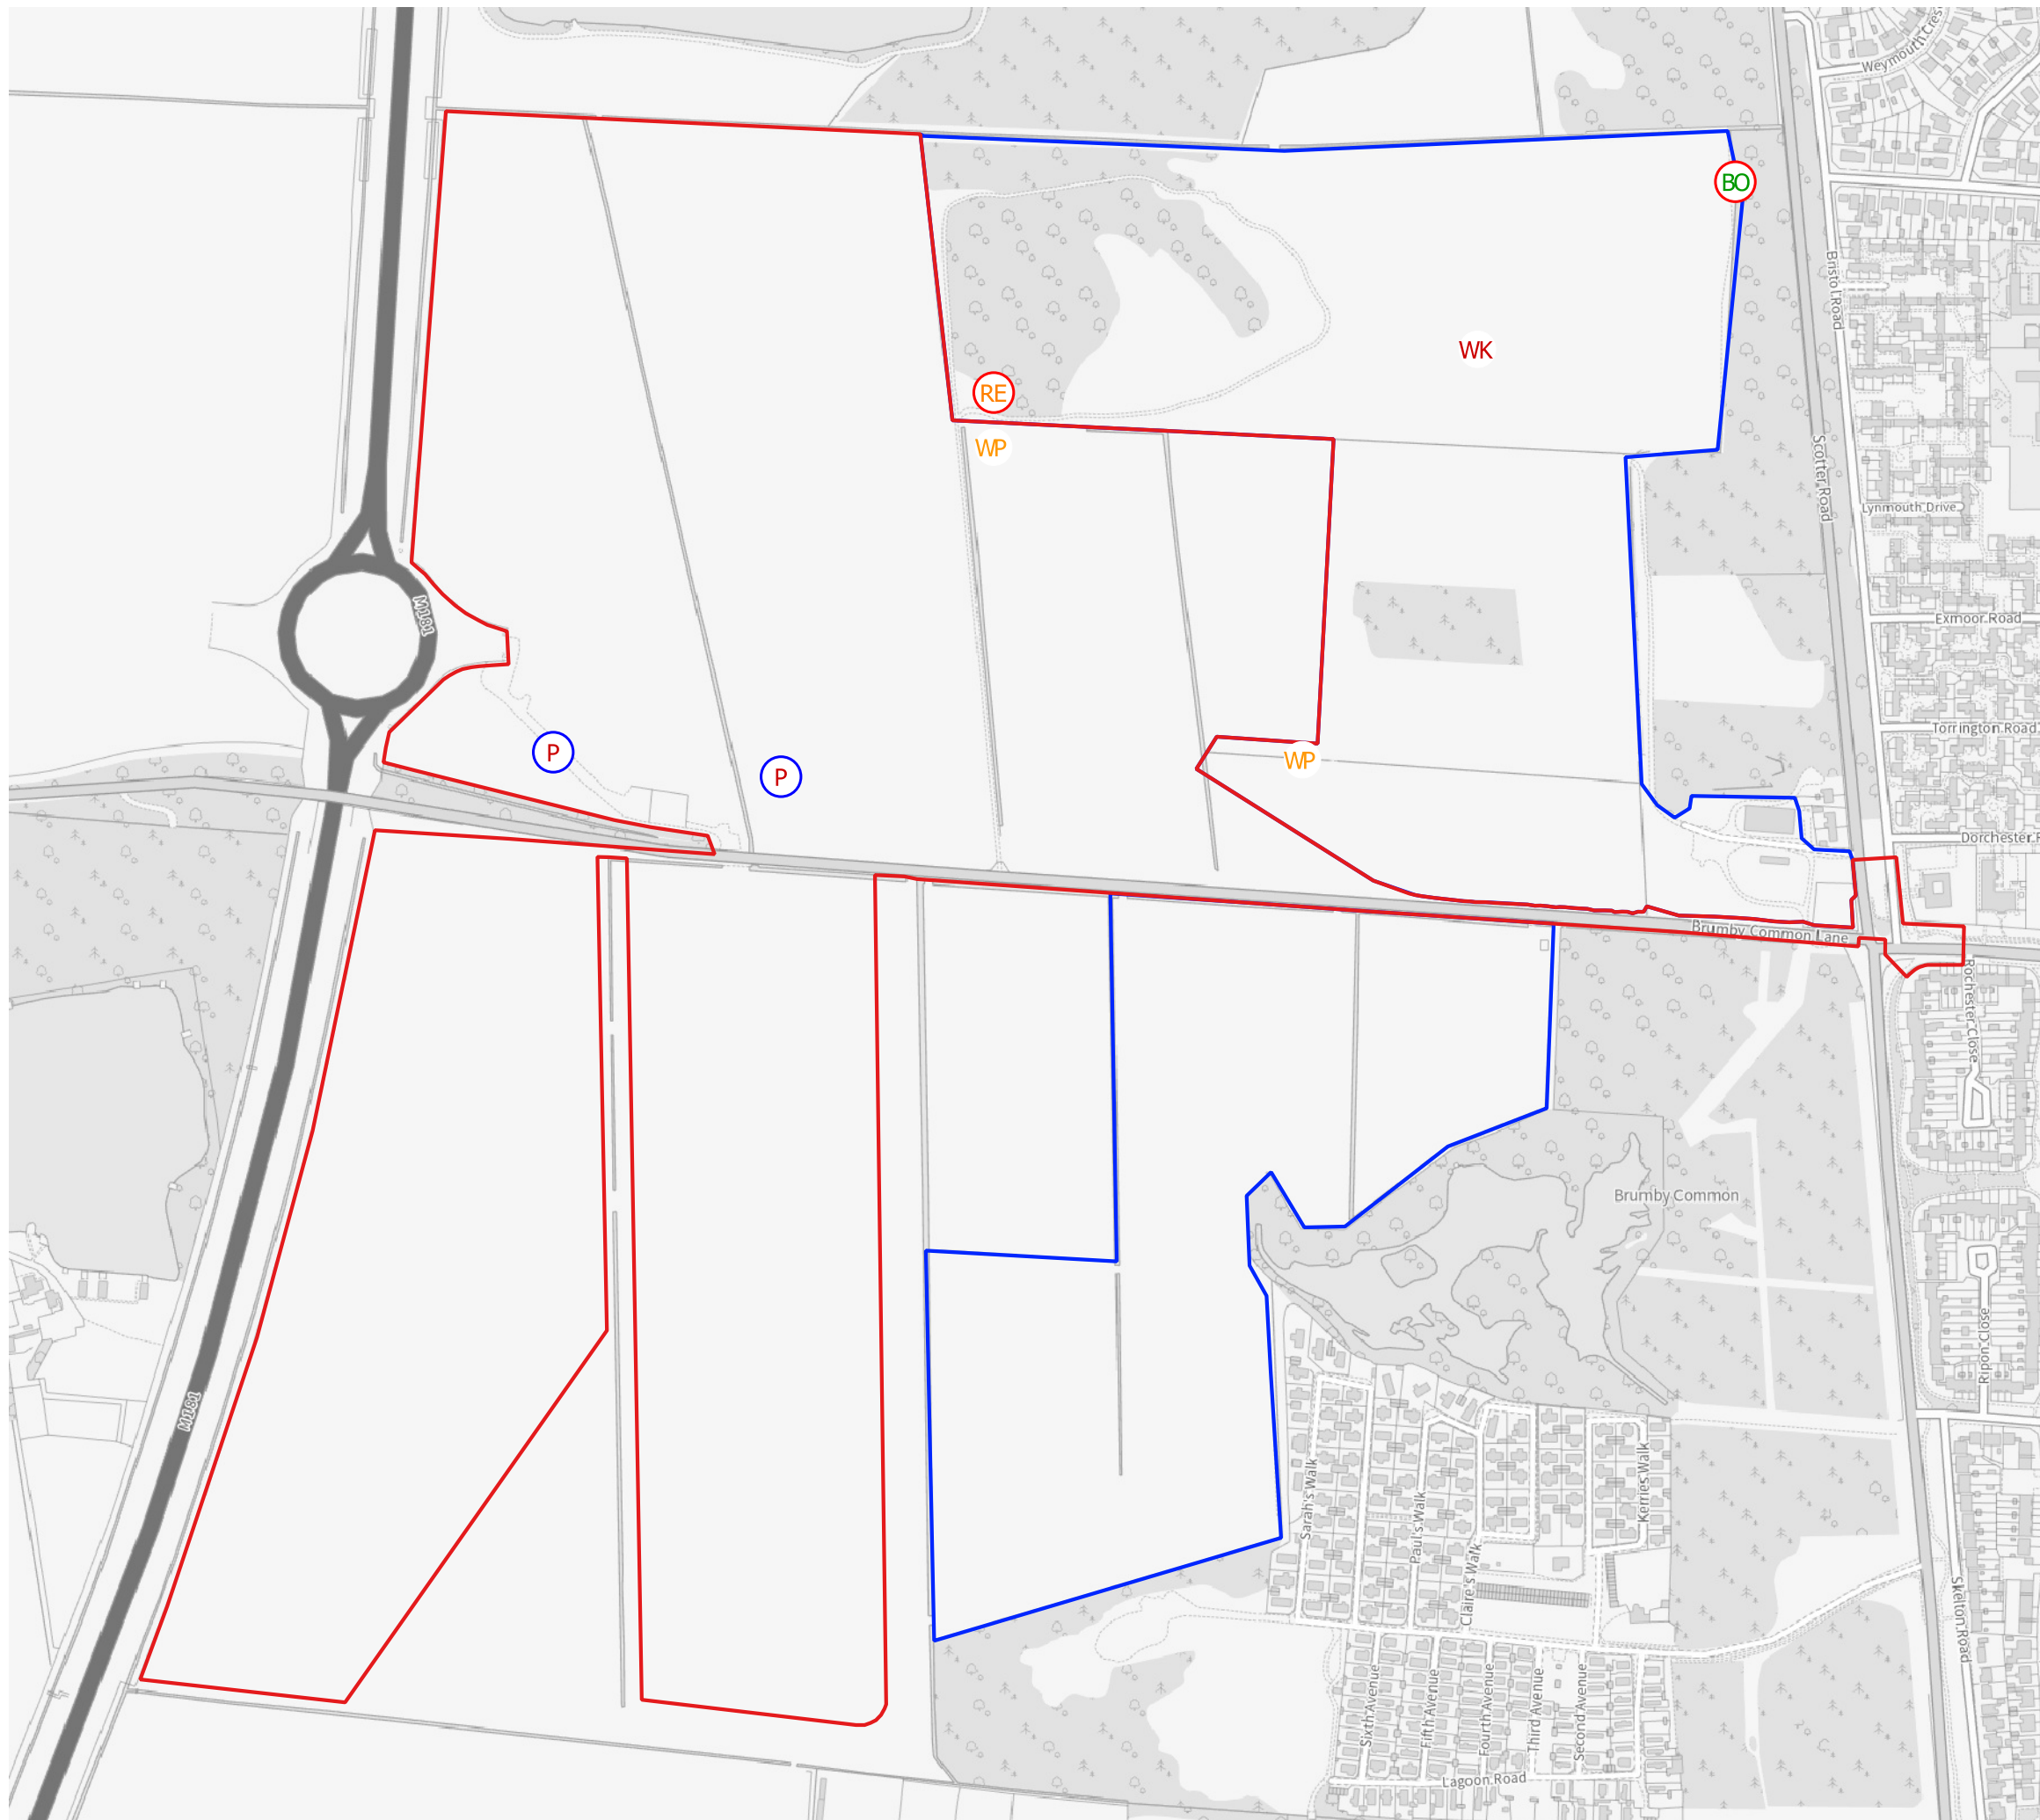 Weymouth Cres
BO
Bristol Road
WK
RE
WP
Scotter Road
Lynmouth Drive
M181
Exmoor Road
Torrington Road
P
P
WP
Dorchester R
Brumby Common Lane
Rochester Close
Brumby Common
Ripon Close
M181
Sarah's Walk
Paul's Walk
Kerries Walk
Claire's Walk
Skelton Road
Sixth Avenue
Fifth Avenue
Fourth Avenue
Third Avenue
Second Avenue
Lagoon Road